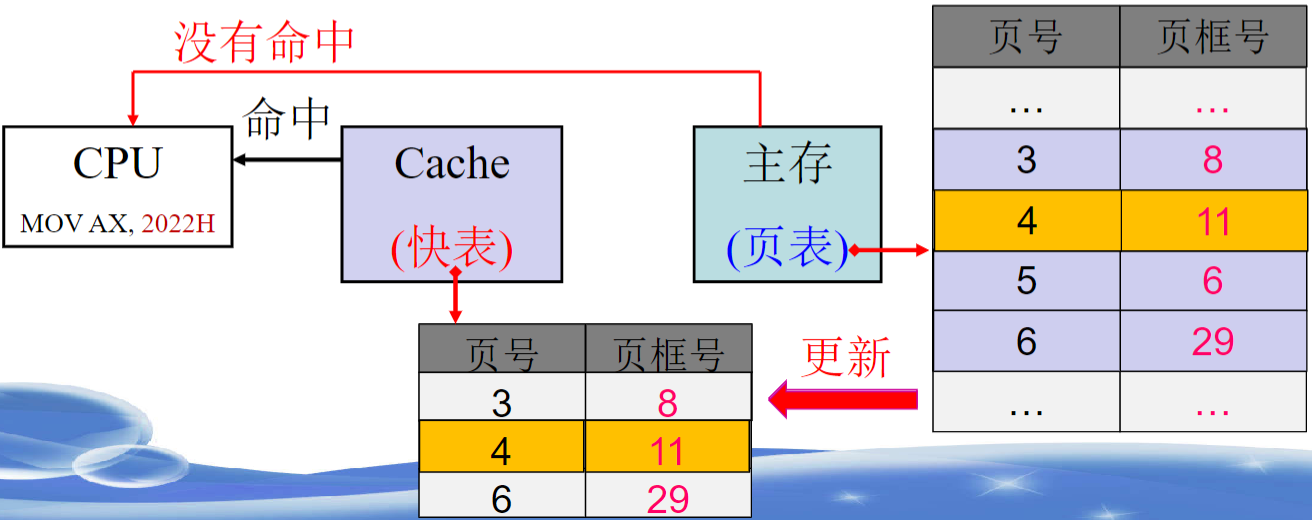 没有命中
命中
CPU
MOV AX, 2022H
Cache
(快表)
主存
(页表)
页号 页框号
… …
3 8
4 11
5 6
6 29
… …
更新
页号 页框号
3 8
4 11
6 29